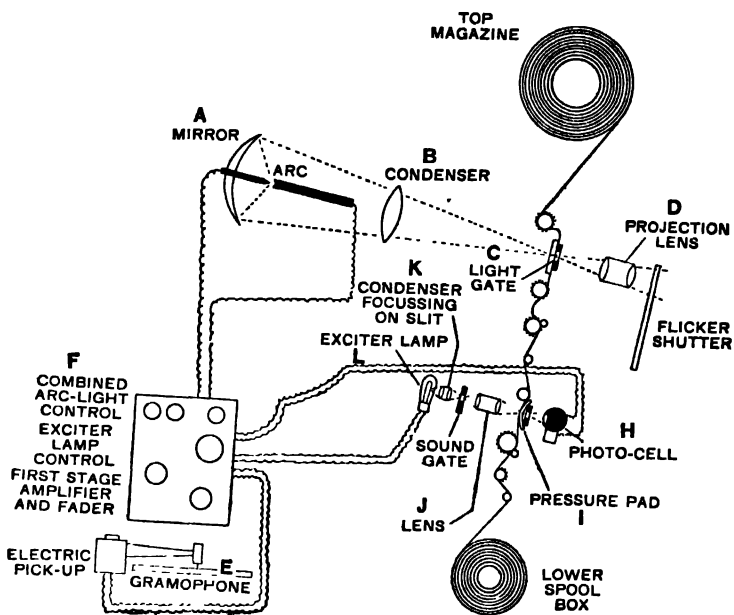 TOP
MAGAZINE
A
MIRROR
ARC
B
CONDENSER
D
PROJECTION
LENS
C
LIGHT
GATE
K
CONDENSER
FOCUSSING
ON SLIT
FLICKER
SHUTTER
EXCITER LAMP
L
F
COMBINED
ARC-LIGHT
CONTROL
EXCITER
LAMP
CONTROL
FIRST STAGE
AMPLIFIER
AND FADER
SOUND
GATE
H
PHOTO-CELL
J
LENS
PRESSURE PAD
I
ELECTRIC
PICK-UP
E
GRAMOPHONE
LOWER
SPOOL
BOX